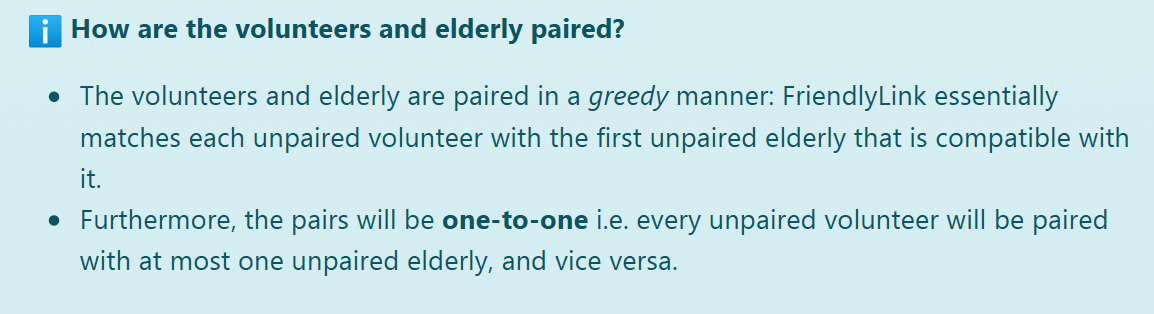 How are the volunteers and elderly paired?
The volunteers and elderly are paired in a greedy manner: FriendlyLink essentially
matches each unpaired volunteer with the first unpaired elderly that is compatible with
it.
Furthermore, the pairs will be one-to-one i.e. every unpaired volunteer will be paired
with at most one unpaired elderly, and vice versa.